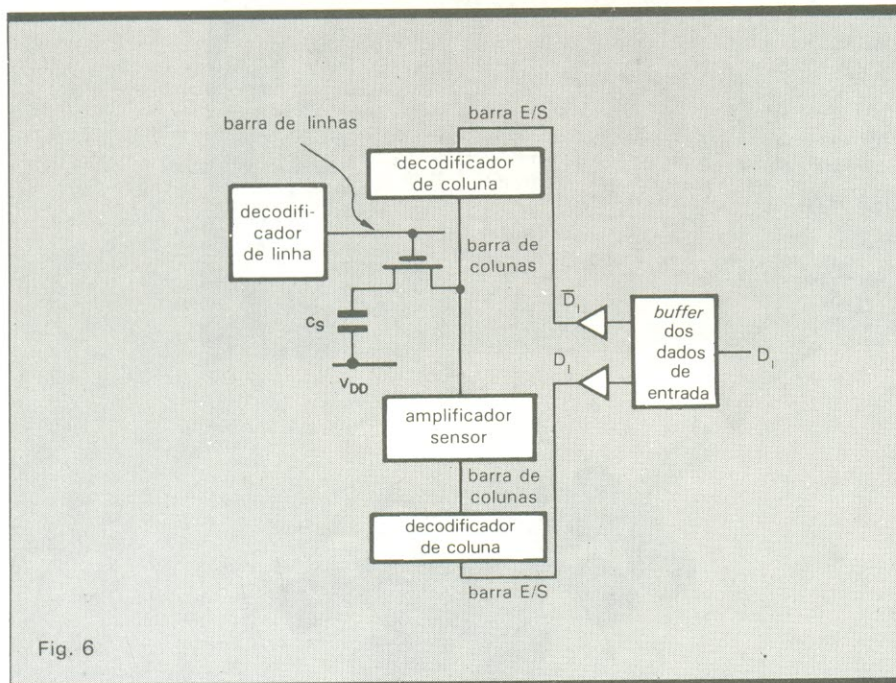 barra E/S
barra de linhas
decodificador
de coluna
decodifi-
cador
de linha
barra de
colunas
C_S
V_DD
D̅_I
D_I
buffer
dos
dados
de
entrada
D_I
amplificador
sensor
barra de
colunas
decodificador
de coluna
barra E/S
Fig. 6